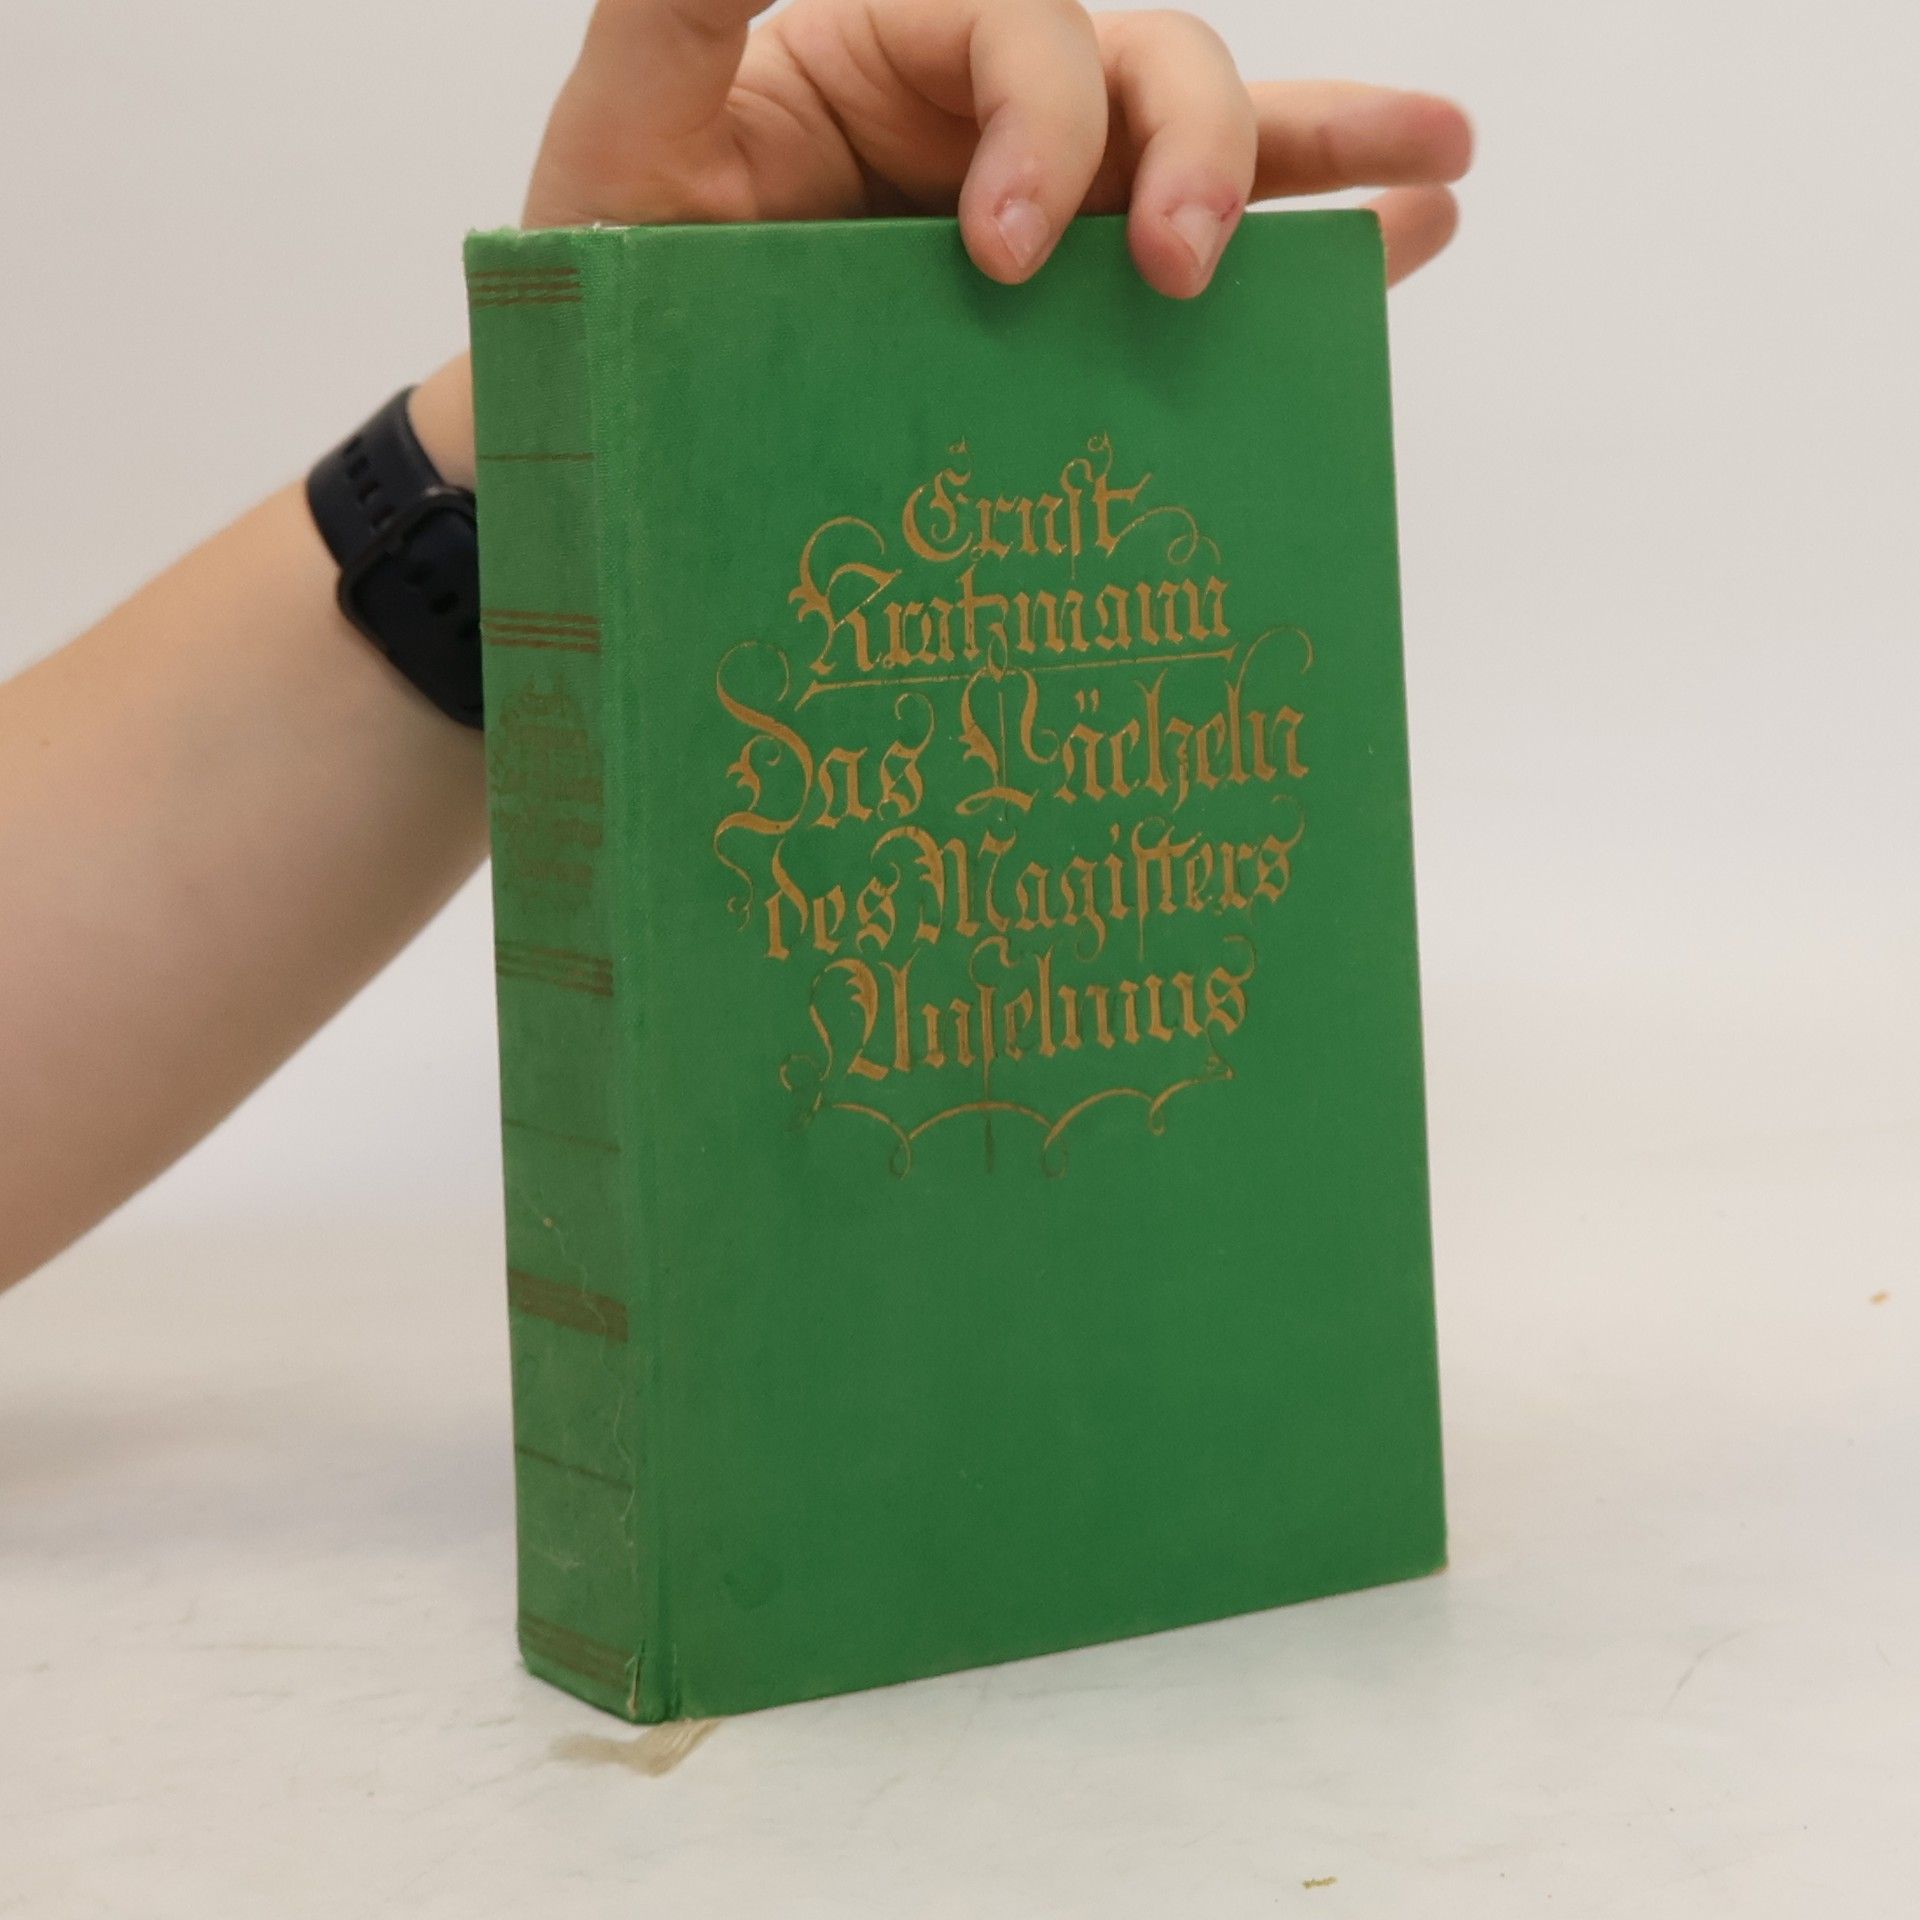 Ernst
Kratzmann
Das Lächeln
des Magisters
Anselmus